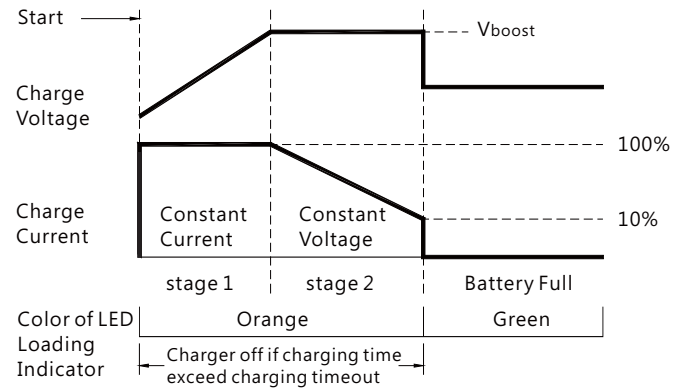 Start
Vboost
Charge
Voltage
100%
Charge
Current
Constant
Current
Constant
Voltage
10%
stage 1
stage 2
Battery Full
Color of LED
Loading
Indicator
Orange
Green
Charger off if charging time
exceed charging timeout